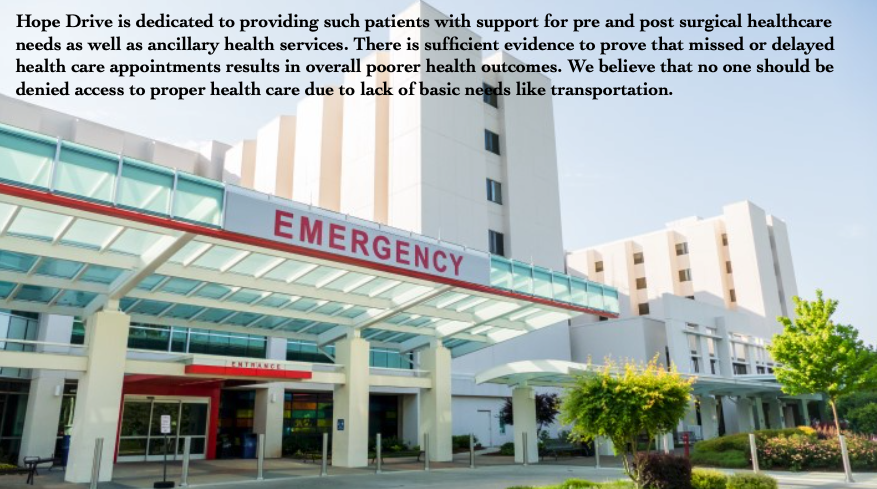 Hope Drive is dedicated to providing such patients with support for pre and post surgical healthcare
needs as well as ancillary health services. There is sufficient evidence to prove that missed or delayed
health care appointments results in overall poorer health outcomes. We believe that no one should be
denied access to proper health care due to lack of basic needs like transportation.
EMERGENCY
ENTRANCE